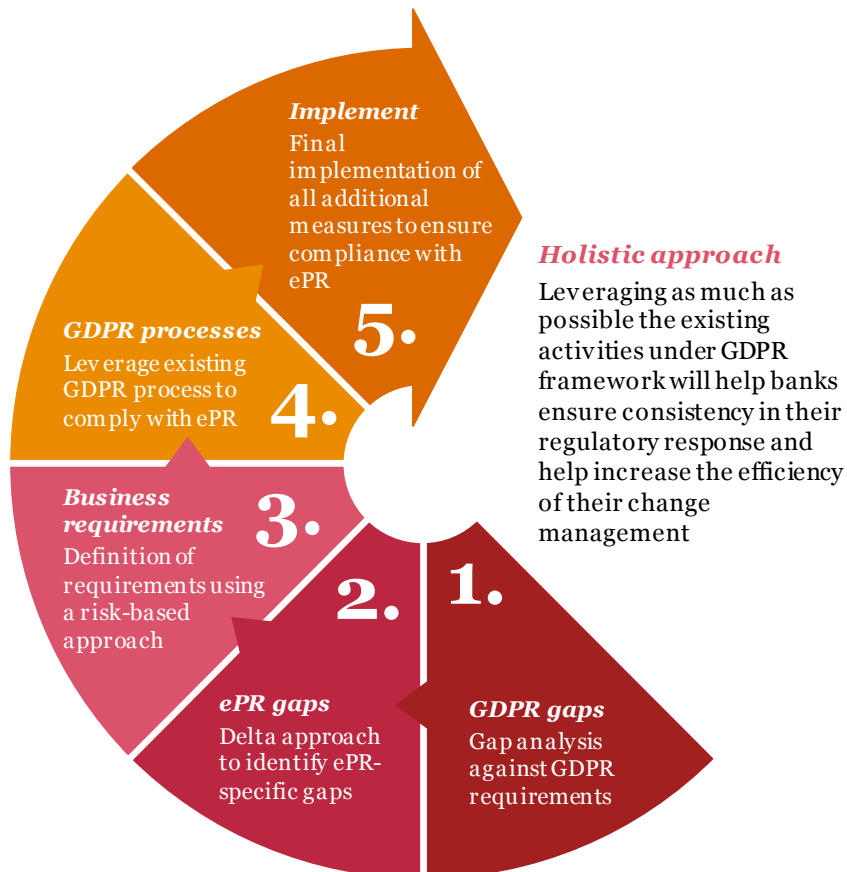 Implement
Final
implementation of
all additional
measures to ensure
compliance with
ePR
5.
GDPR processes
Leverage existing
GDPR process to
comply with ePR
4.
Business
requirements
Definition of
requirements using
a risk-based
approach
3.
ePR gaps
Delta approach
to identify ePR-
specific gaps
2.
GDPR gaps
Gap analysis
against GDPR
requirements
1.
Holistic approach
Leveraging as much as
possible the existing
activities under GDPR
framework will help banks
ensure consistency in their
regulatory response and
help increase the efficiency
of their change
management